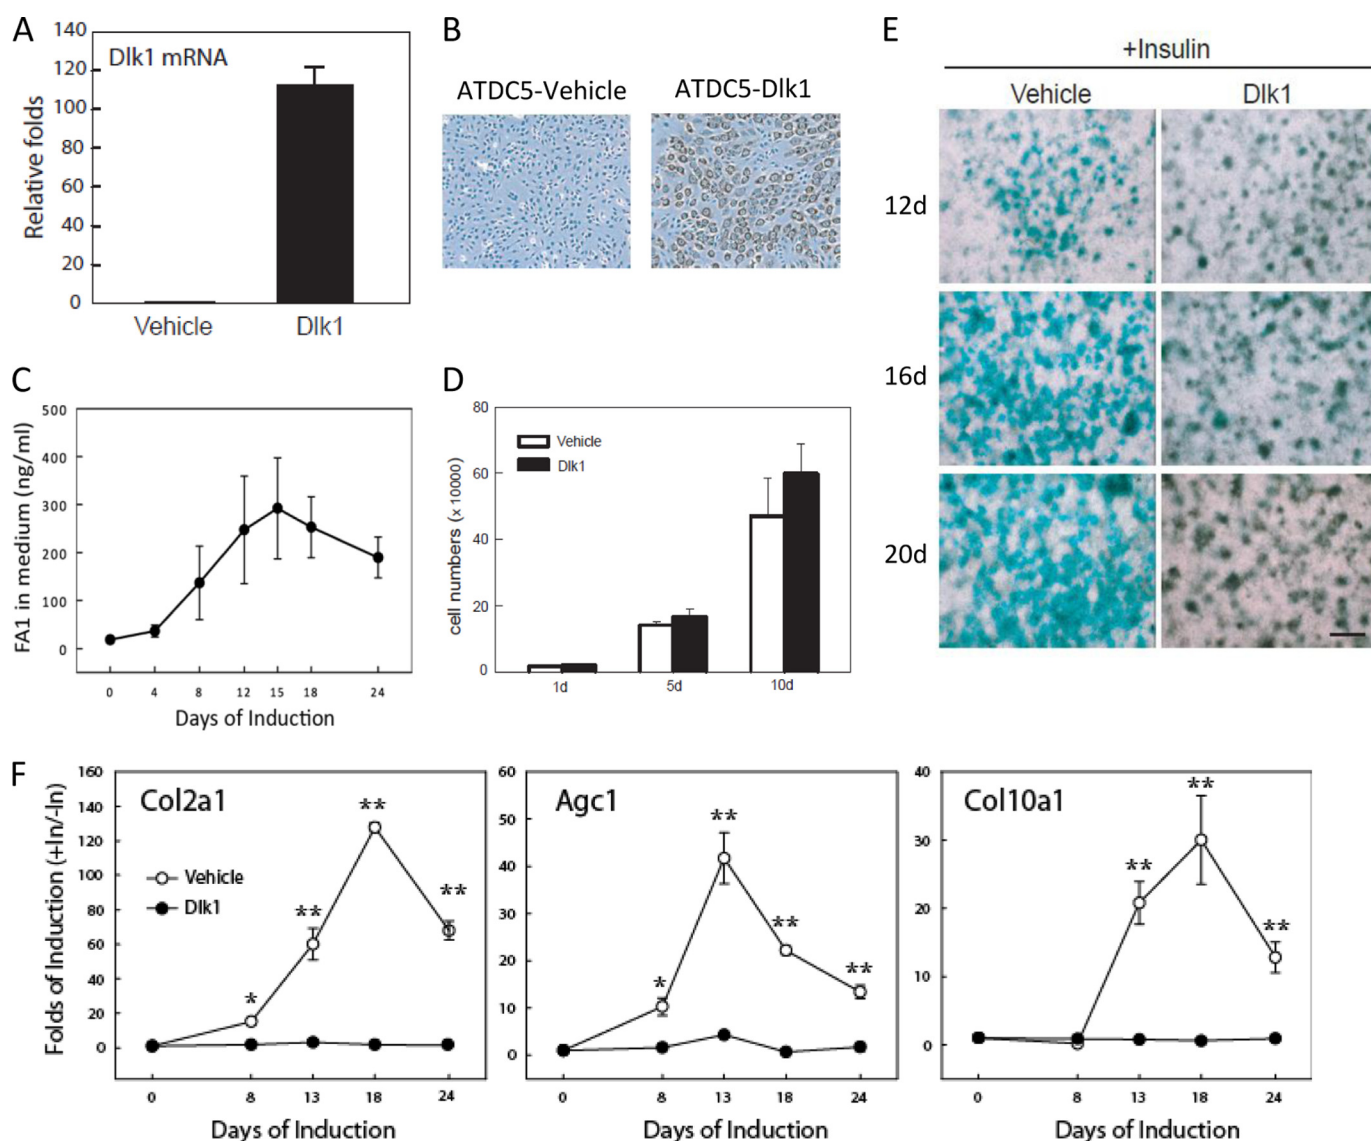 A
140
120
100
80
60
40
20
0
Relative folds
Dlk1 mRNA
Vehicle
Dlk1
B
ATDC5-Vehicle
ATDC5-Dlk1
C
500
400
300
200
100
0
FA1 in medium (ng/ml)
0 4 8 12 15 18 24
Days of Induction
D
80
60
40
20
0
cell numbers (x 10000)
Vehicle
Dlk1
1d 5d 10d
E
+Insulin
Vehicle Dlk1
12d
16d
20d
F
Folds of Induction (+In/-In)
160
140
120
100
80
60
40
20
0
Col2a1
Vehicle
Dlk1
*
**
**
**
0 8 13 18 24
Days of Induction
60
50
40
30
20
10
0
Agc1
*
**
**
**
0 8 13 18 24
Days of Induction
40
30
20
10
0
Col10a1
**
**
**
0 8 13 18 24
Days of Induction